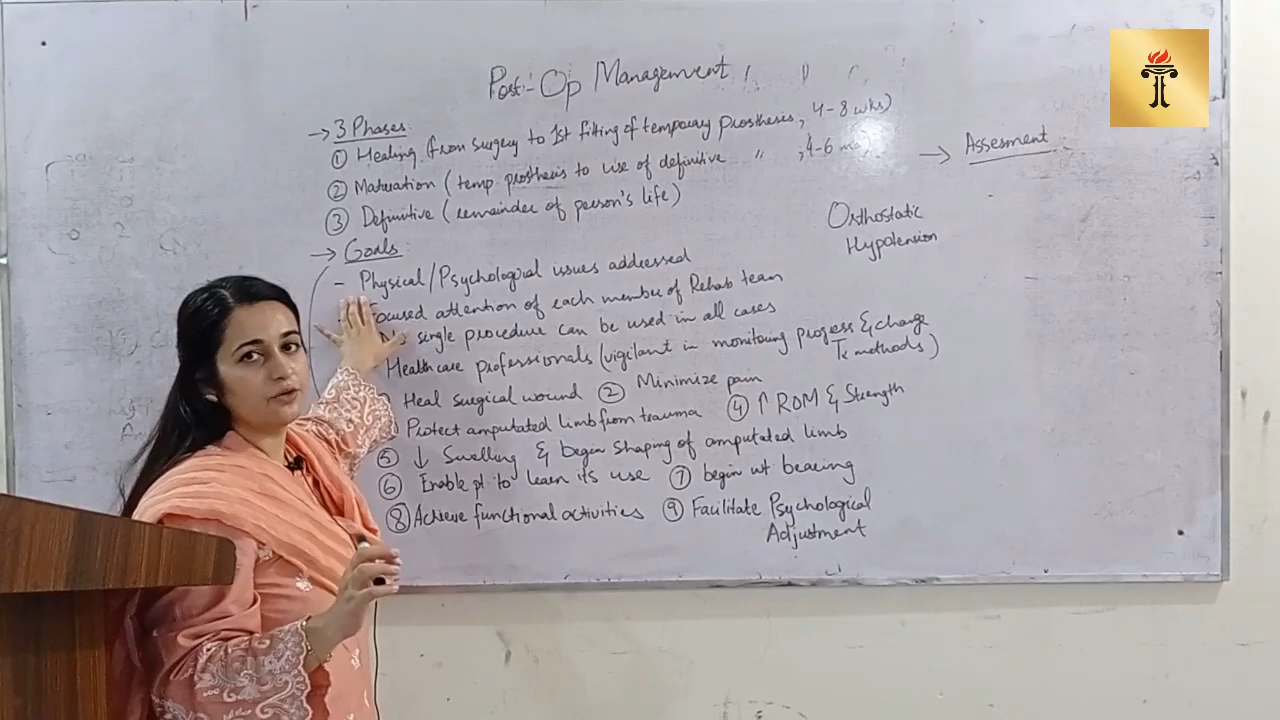 Post:- Op Management
→ 3 Phases
① Healing (from surgery to 1st fitting of temporary Prosthesis, 4-8 wks)
② Maturation (temp prosthesis to use of definitive " , 4-6
③ Definitive (remainder of person's life)
→ Assesment
Orthostatic
Hypotension
→ Goals:
- Physical/Psychological issues addressed
Focused attention of each member of Rehab team
single procedure can be used in all cases
Healthcare professionals (vigilant in monitoring progress & change
Tx methods)
Heal surgical wound ② Minimize pain
Protect amputated limb from trauma ④ ↑ ROM & Strength
⑤ ↓ Swelling & begin shaping of amputated limb
⑥ Enable pt to learn its use ⑦ begin wt bearing
⑧ Achieve functional activities ⑨ Facilitate Psychological
Adjustment